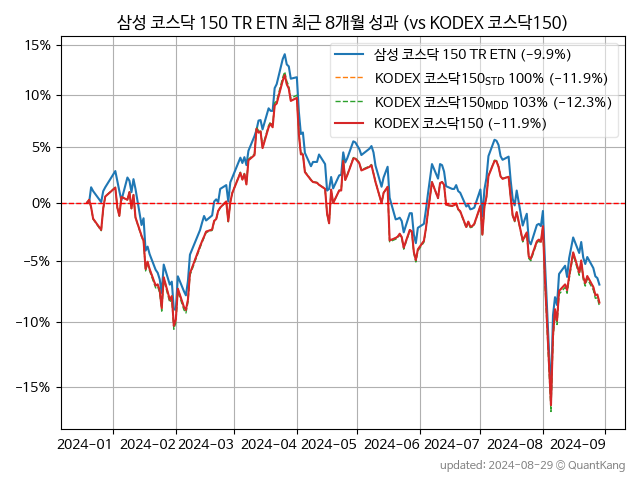 삼성 코스닥 150 TR ETN 최근 8개월 성과 (vs KODEX 코스닥150)
15%
10%
5%
0%
−5%
−10%
−15%
삼성 코스닥 150 TR ETN (−9.9%)
KODEX 코스닥150STD 100% (−11.9%)
KODEX 코스닥150MDD 103% (−12.3%)
KODEX 코스닥150 (−11.9%)
2024-01 2024-02 2024-03 2024-04 2024-05 2024-06 2024-07 2024-08 2024-09
updated: 2024-08-29 © QuantKang